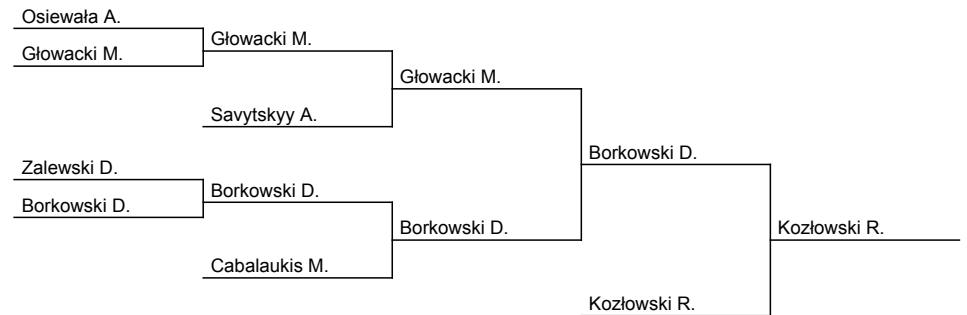 Osiewała A.
Głowacki M.
Głowacki M.
Głowacki M.
Savytskyy A.
Borkowski D.
Zalewski D.
Borkowski D.
Borkowski D.
Borkowski D.
Kozłowski R.
Cabalaukis M.
Kozłowski R.